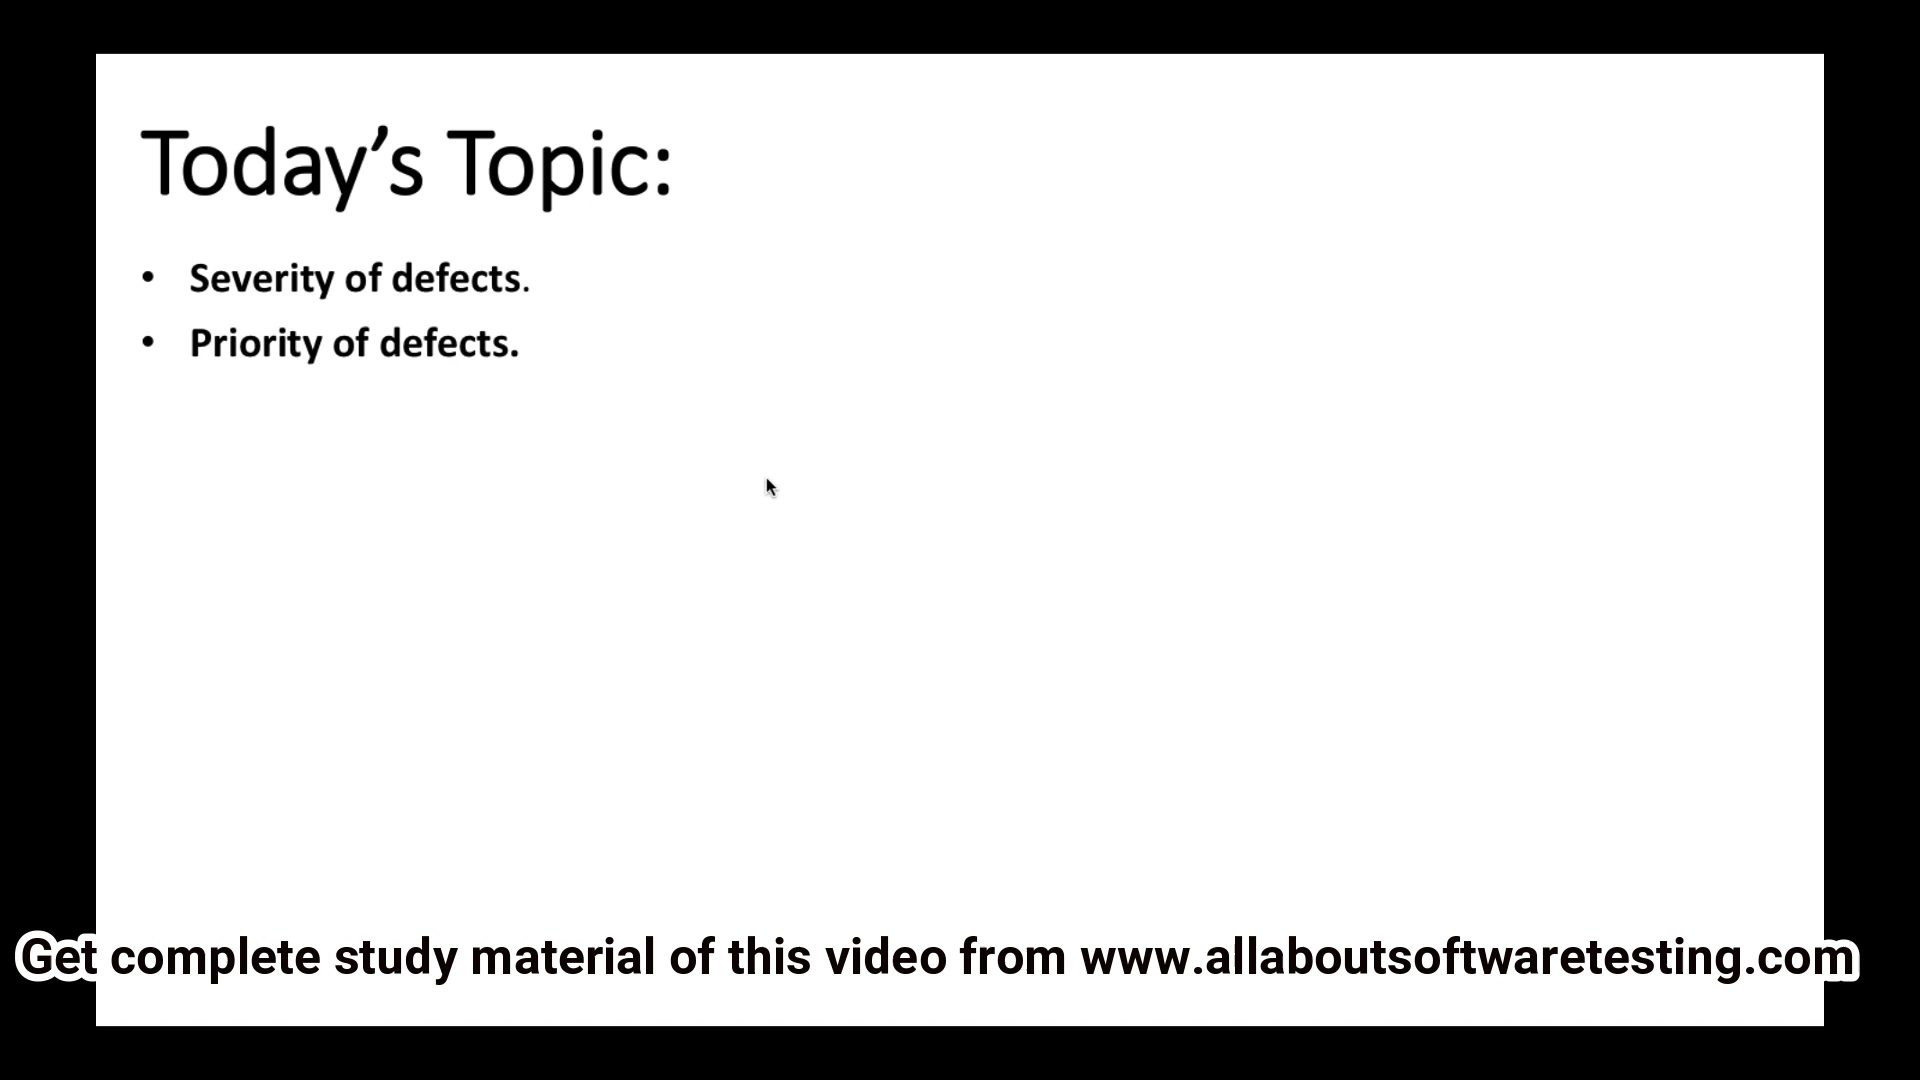 Today’s Topic:
• Severity of defects.
• Priority of defects.
Get complete study material of this video from www.allaboutsoftwaretesting.com